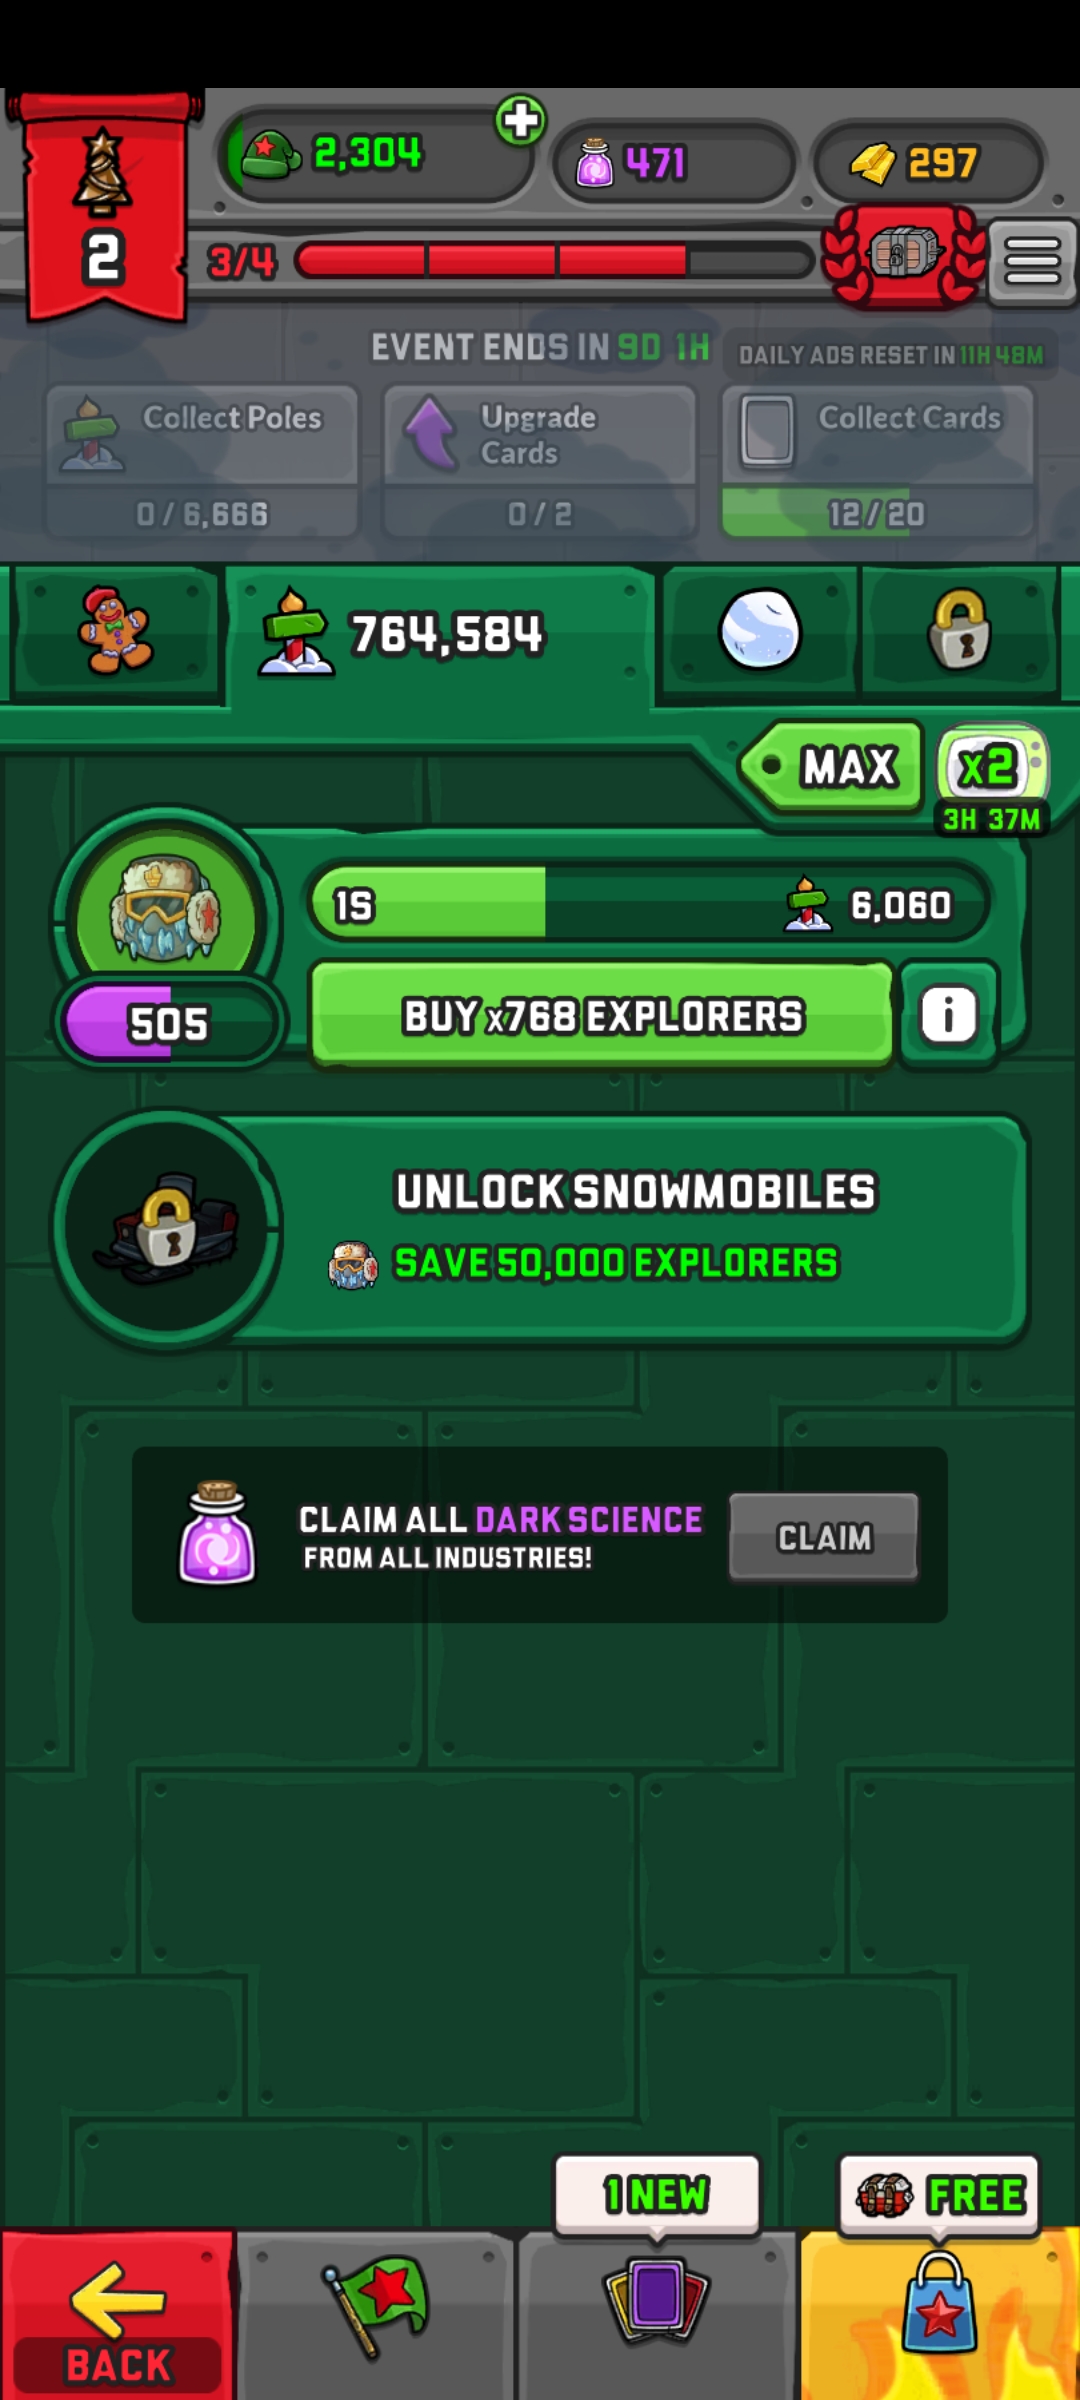 2,304
471
297
2
3/4
EVENT ENDS IN 9D 1H
DAILY ADS RESET IN 11H 48M
Collect Poles
0 / 6,666
Upgrade
Cards
0 / 2
Collect Cards
12 / 20
764,584
MAX
x2
3H 37M
1S
6,060
505
BUY x768 EXPLORERS
i
UNLOCK SNOWMOBILES
SAVE 50,000 EXPLORERS
CLAIM ALL DARK SCIENCE
FROM ALL INDUSTRIES!
CLAIM
1 NEW
FREE
BACK